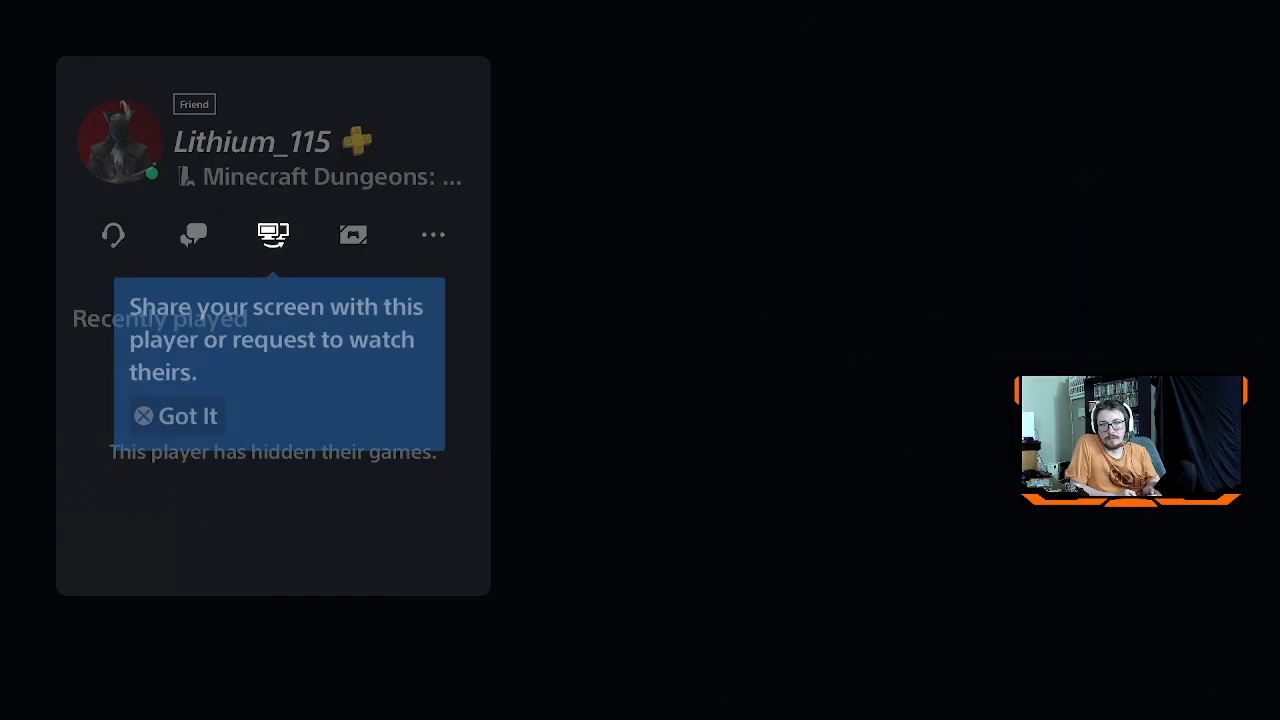 Friend
Lithium_115
Minecraft Dungeons: ...
Recently played
Share your screen with this
player or request to watch
theirs.
Got It
This player has hidden their games.